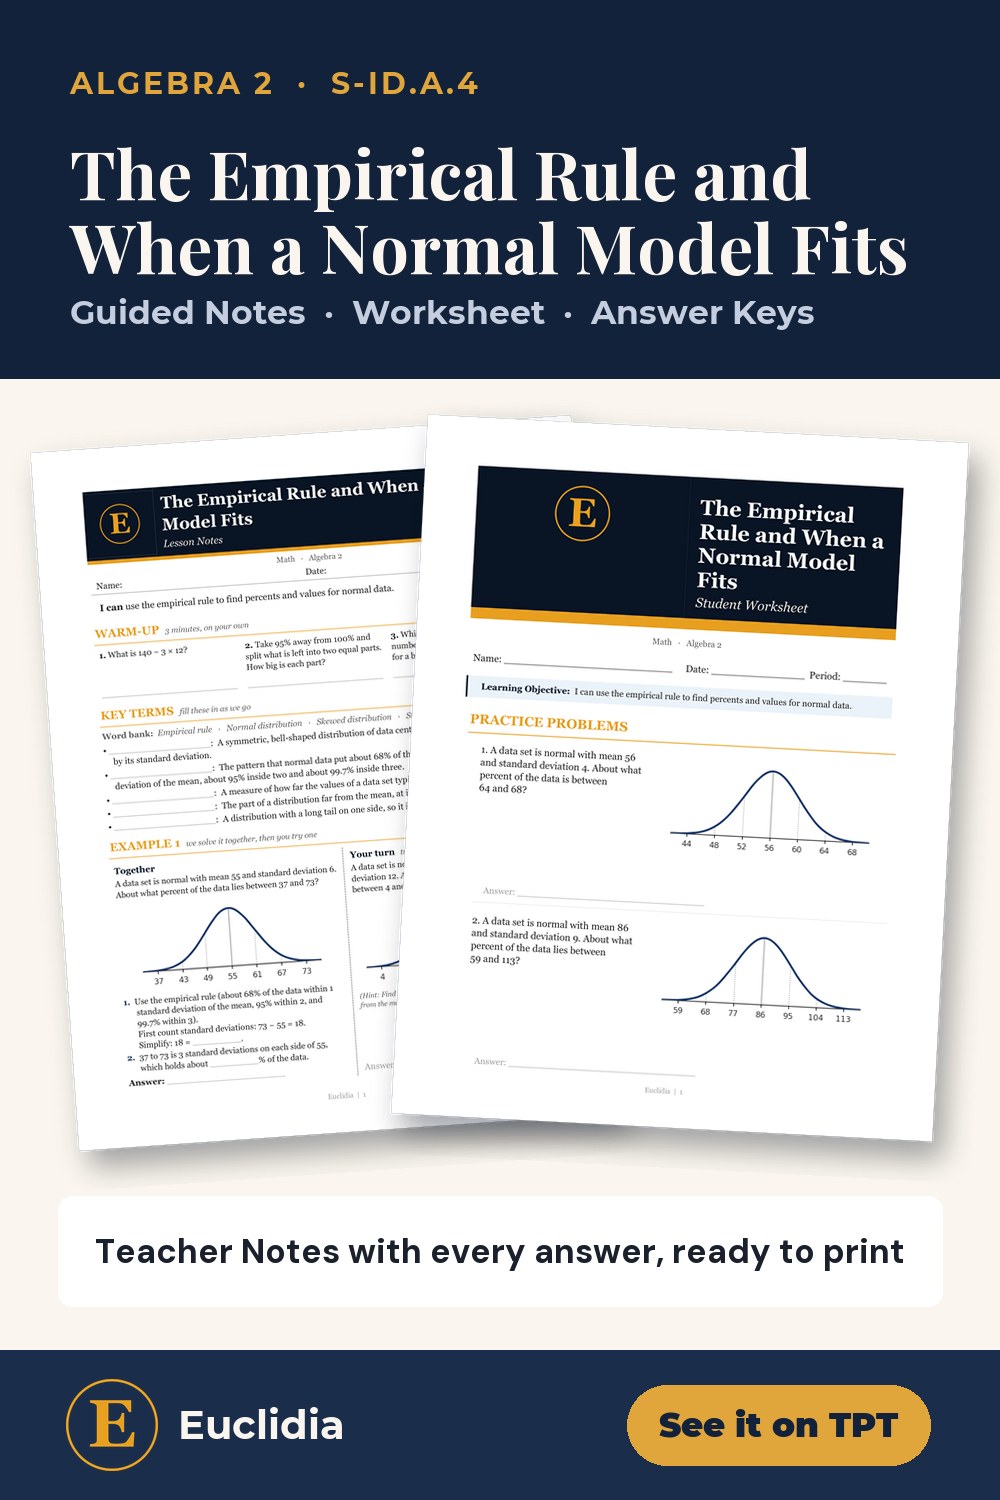 ALGEBRA 2 · S-ID.A.4
The Empirical Rule and
When a Normal Model Fits
Guided Notes · Worksheet · Answer Keys
E
The Empirical Rule and When
Model Fits
Lesson Notes
Math · Algebra 2
Name:
Date:
I can use the empirical rule to find percents and values for normal data.
WARM-UP 3 minutes, on your own
1. What is 140 − 3 × 12?
2. Take 95% away from 100% and
split what is left into two equal parts.
How big is each part?
3.
for a b
KEY TERMS fill these in as we go
Word bank: Empirical rule · Normal distribution · Skewed distribution ·
: A symmetric, bell-shaped distribution of data cent
by its standard deviation.
: The pattern that normal data put about 68% of th
deviation of the mean, about 95% inside two and about 99.7% inside three.
: A measure of how far the values of a data set typ
: The part of a distribution far from the mean, at
: A distribution with a long tail on one side, so it
EXAMPLE 1 we solve it together, then you try one
Together
A data set is normal with mean 55 and standard deviation 6.
About what percent of the data lies between 37 and 73?
37 43 49 55 61 67 73
1. Use the empirical rule (about 68% of the data within 1
standard deviation of the mean, 95% within 2, and
99.7% within 3).
First count standard deviations: 73 − 55 = 18.
Simplify: 18 = ____________.
2. 37 to 73 is 3 standard deviations on each side of 55,
which holds about ____________% of the data.
Answer:
Your turn
A data set is ne
deviation 12. A
between 4 and
4
(Hint: Find
from the me
Answer
Euclidia | 1
E
The Empirical
Rule and When a
Normal Model
Fits
Student Worksheet
Math · Algebra 2
Name: Date: Period:
Learning Objective: I can use the empirical rule to find percents and values for normal data.
PRACTICE PROBLEMS
1. A data set is normal with mean 56
and standard deviation 4. About what
percent of the data is between
64 and 68?
44 48 52 56 60 64 68
Answer:
2. A data set is normal with mean 86
and standard deviation 9. About what
percent of the data lies between
59 and 113?
59 68 77 86 95 104 113
Answer:
Euclidia | 1
Teacher Notes with every answer, ready to print
E
Euclidia
See it on TPT